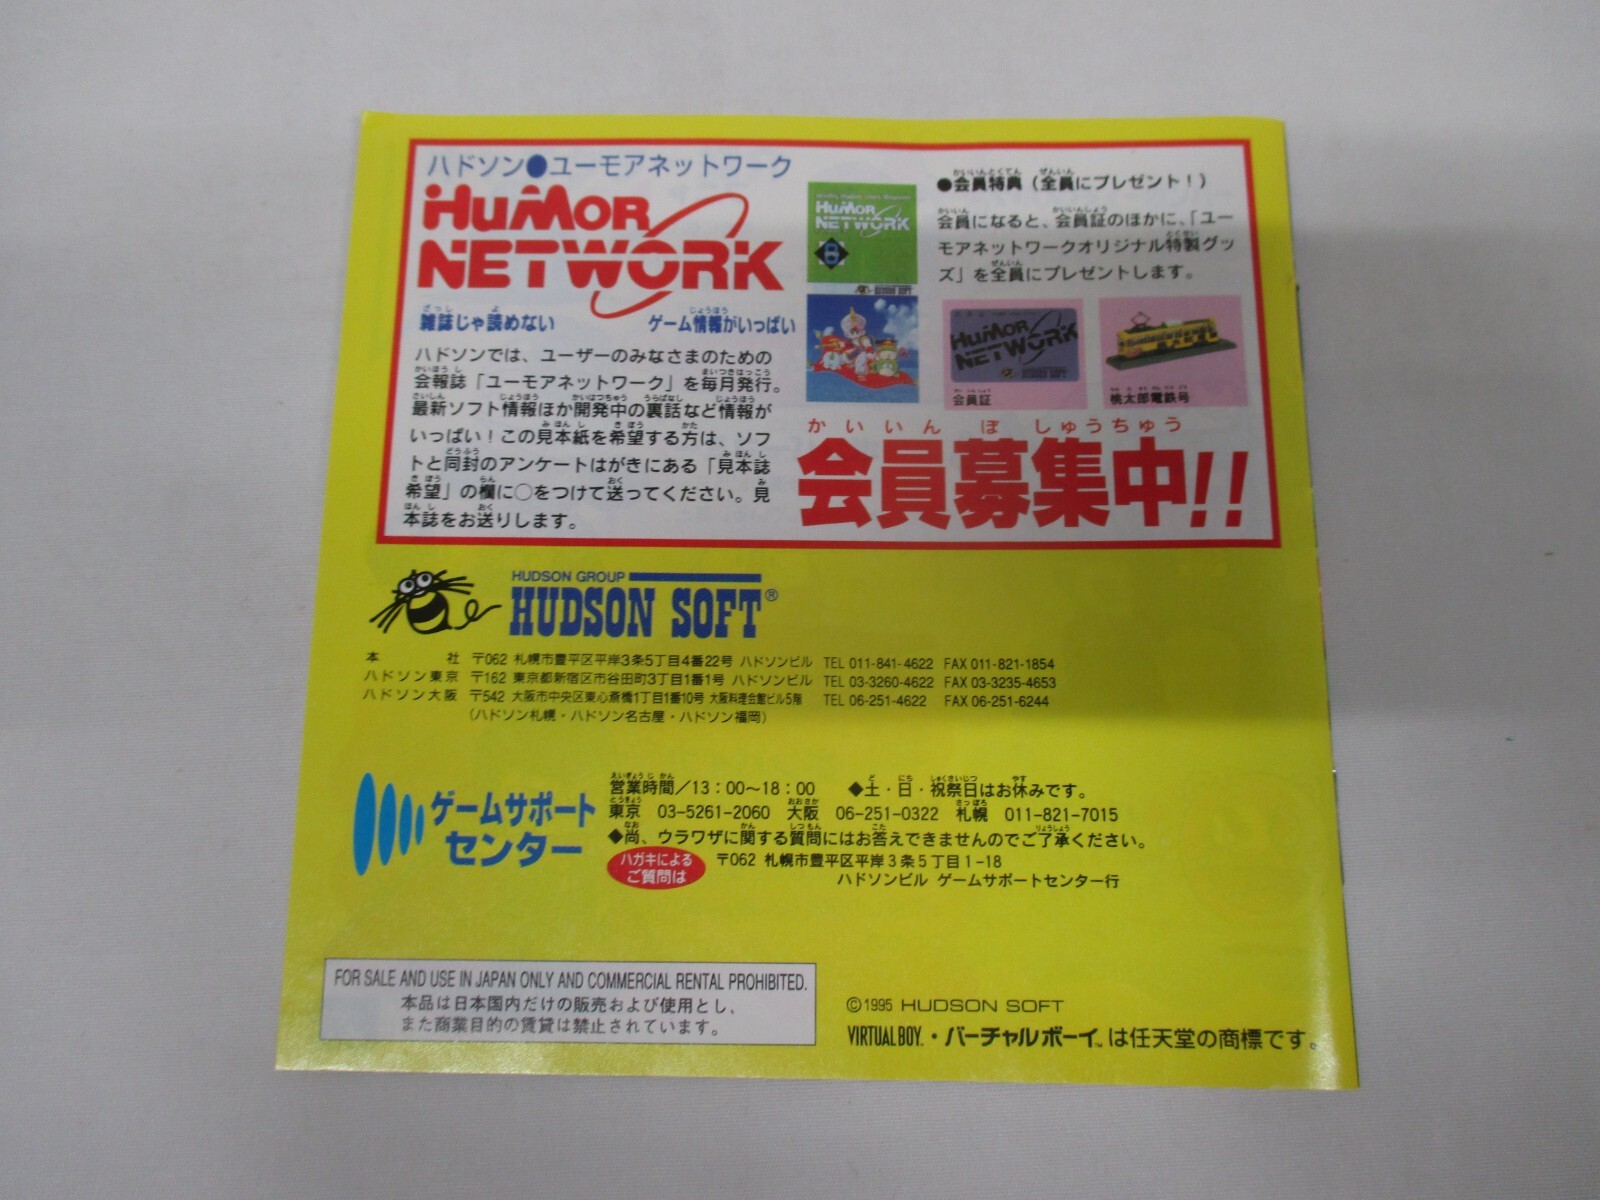 ハドソン●ユーモアネットワーク
HUMOR
NETWORK
雑誌じゃ読めない ゲーム情報がいっぱい
ハドソンでは、ユーザーのみなさまのための
会報誌「ユーモアネットワーク」を毎月発行。
最新ソフト情報ほか開発中の裏話など情報が
いっぱい！この見本紙を希望する方は、ソフ
トと同封のアンケートはがきにある「見本誌
希望」の欄に○をつけて送ってください。見
本誌をお送りします。
HUMOR
NETWORK
8
●会員特典（全員にプレゼント！）
会員になると、会員証のほかに、「ユー
モアネットワークオリジナル特製グッ
ズ」を全員にプレゼントします。
HUMOR
NETWORK
会員証
桃太郎電鉄号
かいいんぼしゅうちゅう
会員募集中!!
HUDSON GROUP
HUDSON SOFT®
本社 〒062 札幌市豊平区平岸3条5丁目4番22号 ハドソンビル TEL 011-841-4622 FAX 011-821-1854
ハドソン東京 〒162 東京都新宿区市谷田町3丁目1番1号 ハドソンビル TEL 03-3260-4622 FAX 03-3235-4653
ハドソン大阪 〒542 大阪市中央区東心斎橋1丁目1番10号 大阪料理会館ビル5階 TEL 06-251-4622 FAX 06-251-6244
（ハドソン札幌・ハドソン名古屋・ハドソン福岡）
ゲームサポート
センター
営業時間／13：00〜18：00 ◆土・日・祝祭日はお休みです。
東京 03-5261-2060 大阪 06-251-0322 札幌 011-821-7015
◆尚、ウラワザに関する質問にはお答えできませんのでご了承ください。
ハガキによる
ご質問は
〒062 札幌市豊平区平岸3条5丁目1-18
ハドソンビル ゲームサポートセンター行
FOR SALE AND USE IN JAPAN ONLY AND COMMERCIAL RENTAL PROHIBITED.
本品は日本国内だけの販売および使用とし、
また商業目的の賃貸は禁止されています。
©1995 HUDSON SOFT
VIRTUAL BOY™・バーチャルボーイ™は任天堂の商標です。